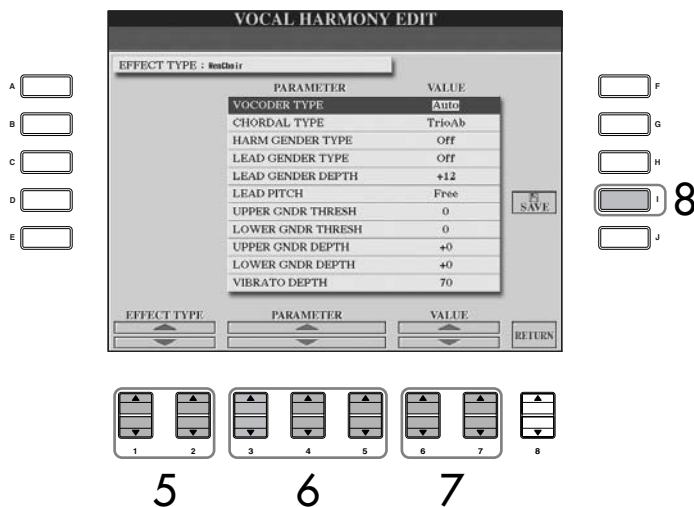 VOCAL HARMONY EDIT
EFFECT TYPE : MenChoir
PARAMETER VALUE
VOCODER TYPE Auto
CHORDAL TYPE TrioAb
HARM GENDER TYPE Off
LEAD GENDER TYPE Off
LEAD GENDER DEPTH +12
LEAD PITCH Free
UPPER GNDR THRESH 0
LOWER GNDR THRESH 0
UPPER GNDR DEPTH +0
LOWER GNDR DEPTH +0
VIBRATO DEPTH 70
A
B
C
D
E
F
G
H
I
J
8
SAVE
EFFECT TYPE PARAMETER VALUE
RETURN
1 2 3 4 5 6 7 8
5 6 7